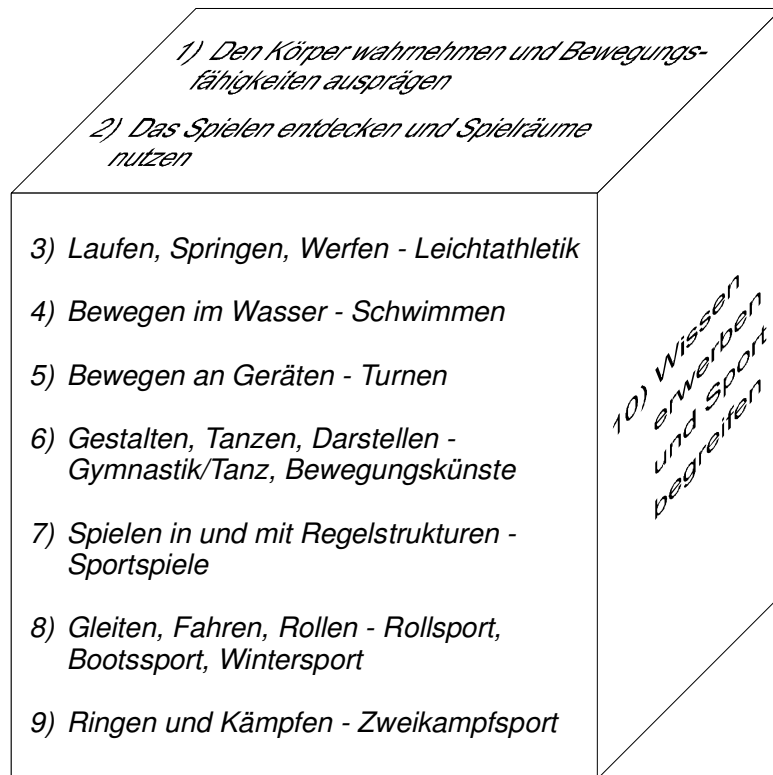 1) Den Körper wahrnehmen und Bewegungs-
fähigkeiten ausprägen
2) Das Spielen entdecken und Spielräume
nutzen
3) Laufen, Springen, Werfen - Leichtathletik
4) Bewegen im Wasser - Schwimmen
5) Bewegen an Geräten - Turnen
6) Gestalten, Tanzen, Darstellen -
Gymnastik/Tanz, Bewegungskünste
7) Spielen in und mit Regelstrukturen -
Sportspiele
8) Gleiten, Fahren, Rollen - Rollsport,
Bootssport, Wintersport
9) Ringen und Kämpfen - Zweikampfsport
10) Wissen
erwerben
und Sport
begreifen